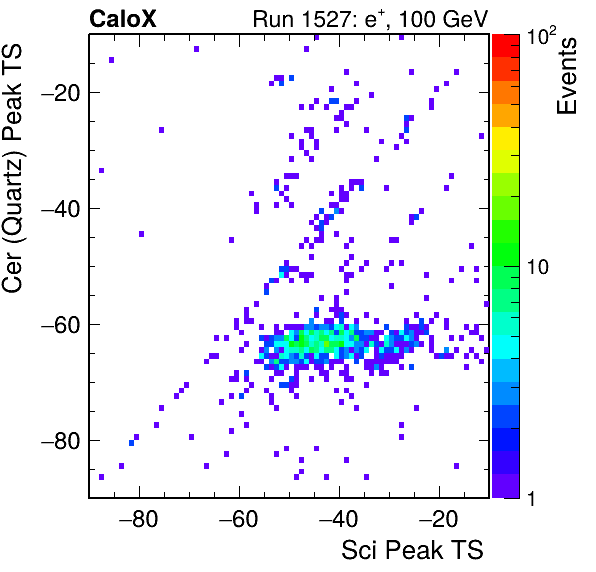 CaloX Run 1527: e⁺, 100 GeV
Cer (Quartz) Peak TS
−20
−40
−60
−80
−80 −60 −40 −20
Sci Peak TS
10²
10
1
Events